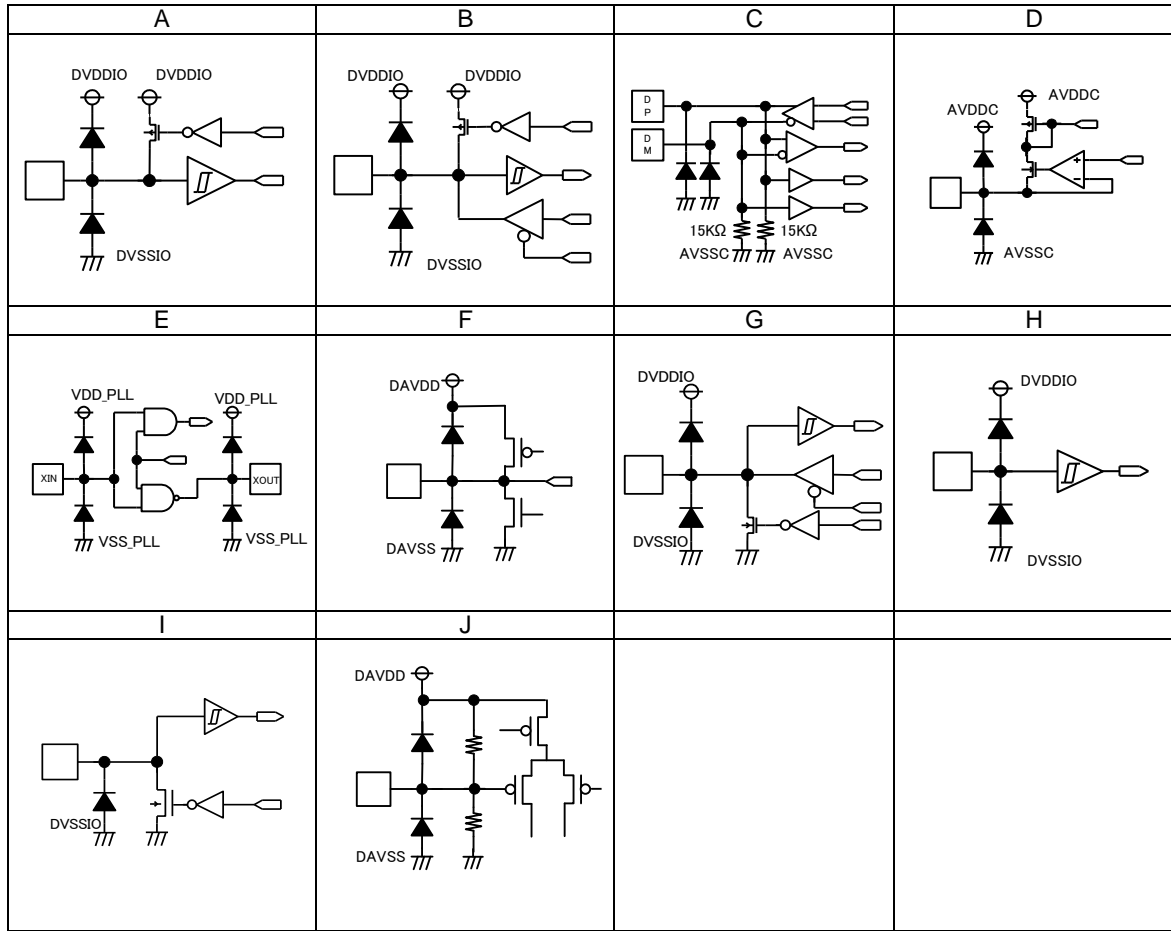 A
B
C
D
DVDDIO
DVDDIO
DVSSIO
DVDDIO
DVDDIO
DVSSIO
D
P
D
M
15KΩ
15KΩ
AVSSC
AVSSC
AVDDC
AVDDC
+
−
AVSSC
E
F
G
H
VDD_PLL
VDD_PLL
XIN
XOUT
VSS_PLL
VSS_PLL
DAVDD
DAVSS
DVDDIO
DVSSIO
DVDDIO
DVSSIO
I
J
DVSSIO
DAVDD
DAVSS